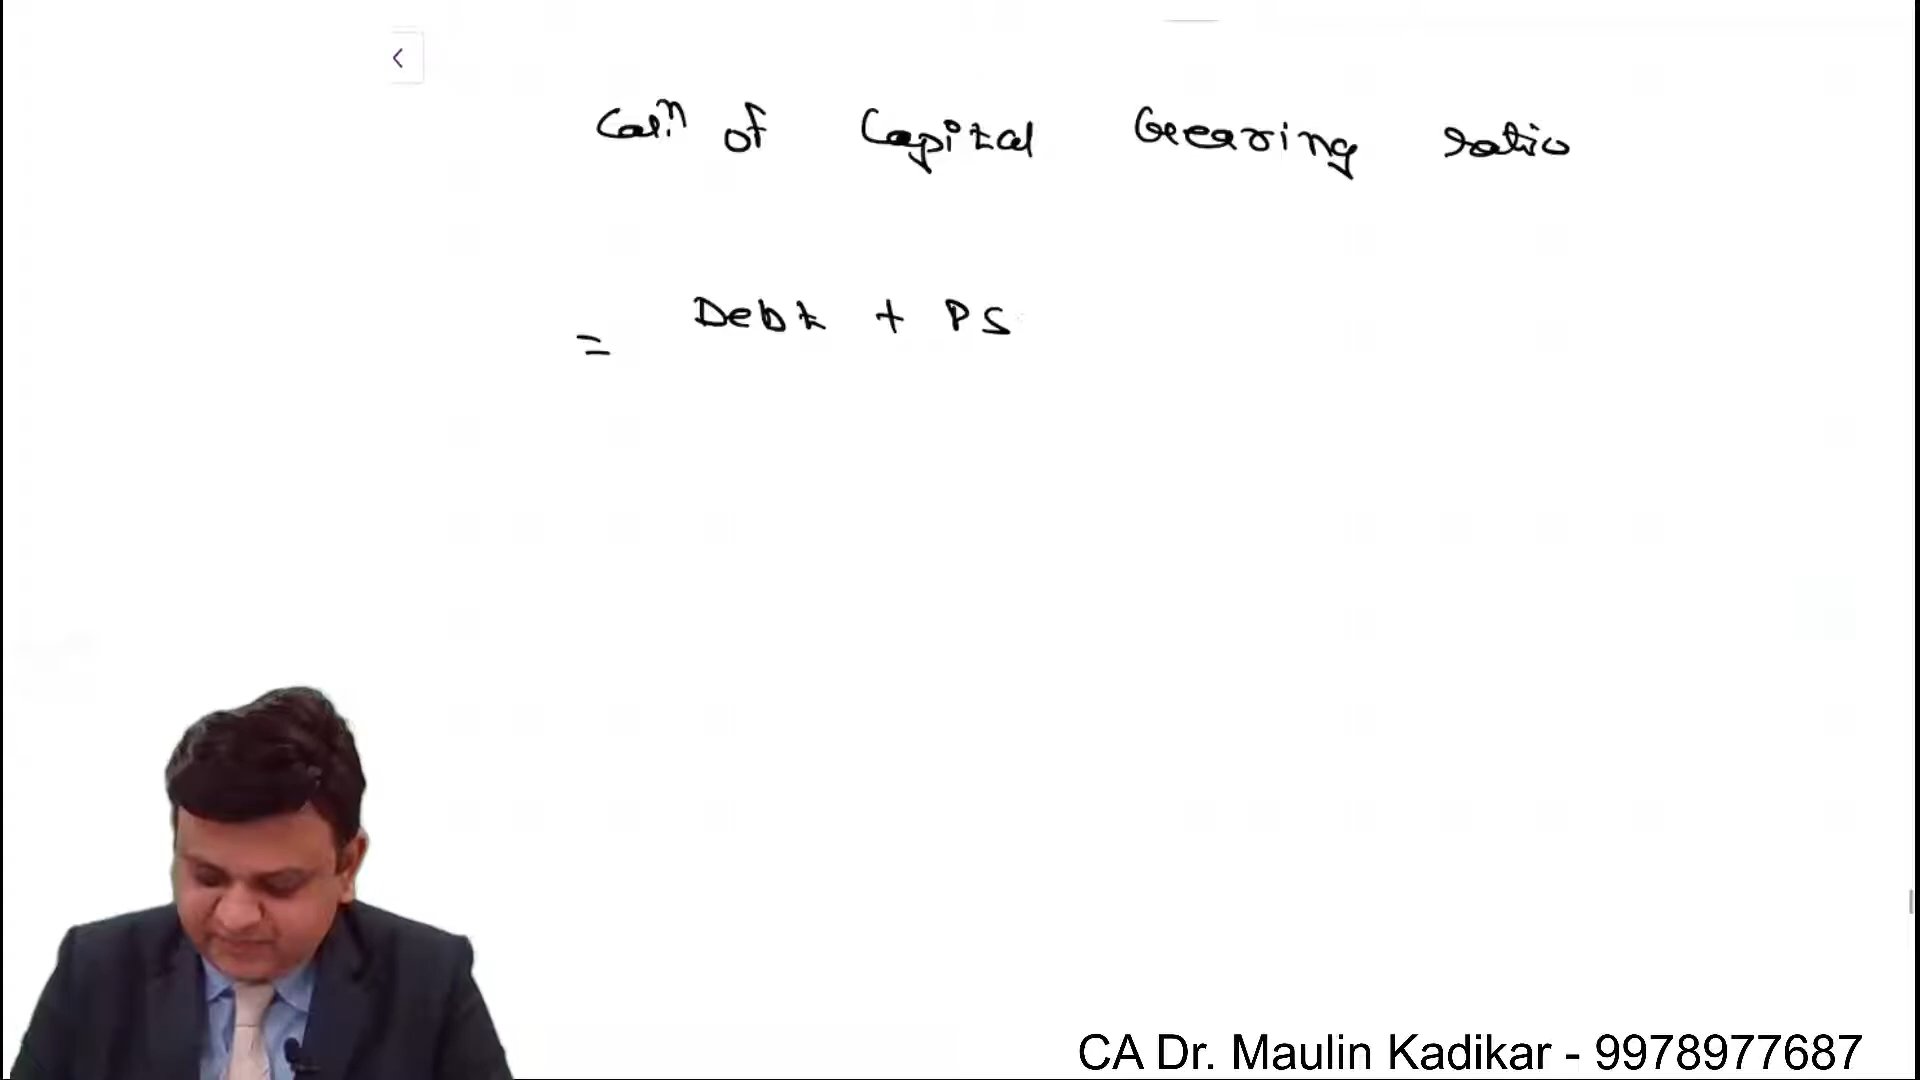 Calⁿ of Capital Gearing ratio
= Debt + PS
CA Dr. Maulin Kadikar - 9978977687